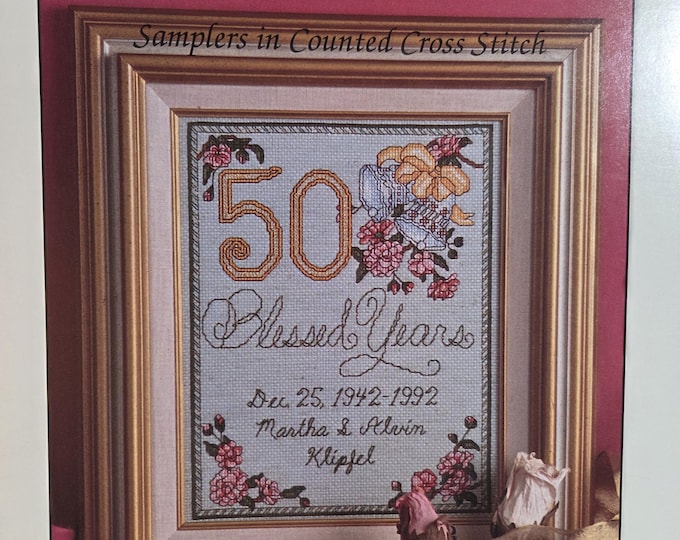 Samplers in Counted Cross Stitch
50
Blessed Years
Dec 25, 1942-1992
Martha & Alvin
Klipfel